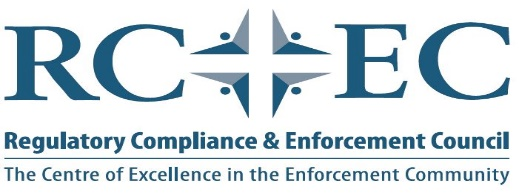 RC EC
Regulatory Compliance & Enforcement Council
The Centre of Excellence in the Enforcement Community